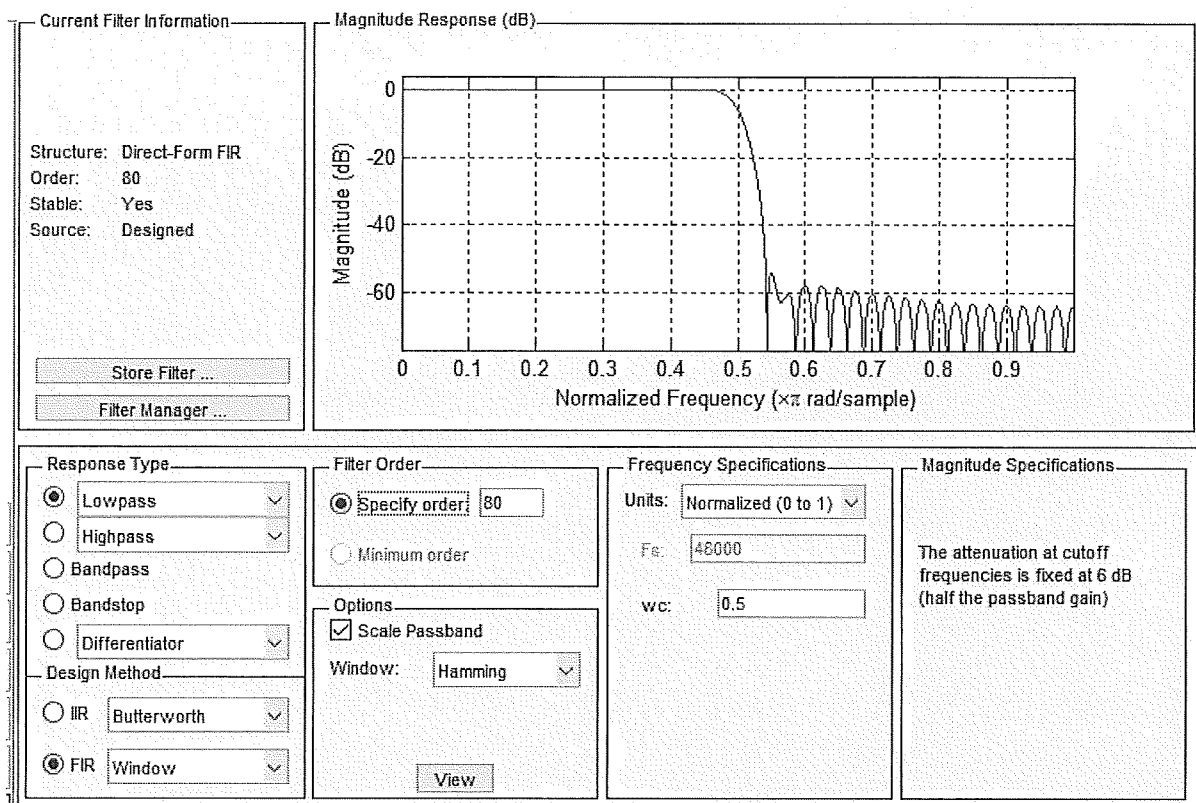 Current Filter Information
Structure: Direct-Form FIR
Order: 80
Stable: Yes
Source: Designed
Store Filter ...
Filter Manager ...
Magnitude Response (dB)
Magnitude (dB)
0
-20
-40
-60
0 0.1 0.2 0.3 0.4 0.5 0.6 0.7 0.8 0.9
Normalized Frequency (×π rad/sample)
Response Type
Lowpass
Highpass
Bandpass
Bandstop
Differentiator
Design Method
IIR Butterworth
FIR Window
Filter Order
Specify order: 80
Minimum order
Options
Scale Passband
Window: Hamming
View
Frequency Specifications
Units: Normalized (0 to 1)
Fs: 48000
wc: 0.5
Magnitude Specifications
The attenuation at cutoff
frequencies is fixed at 6 dB
(half the passband gain)